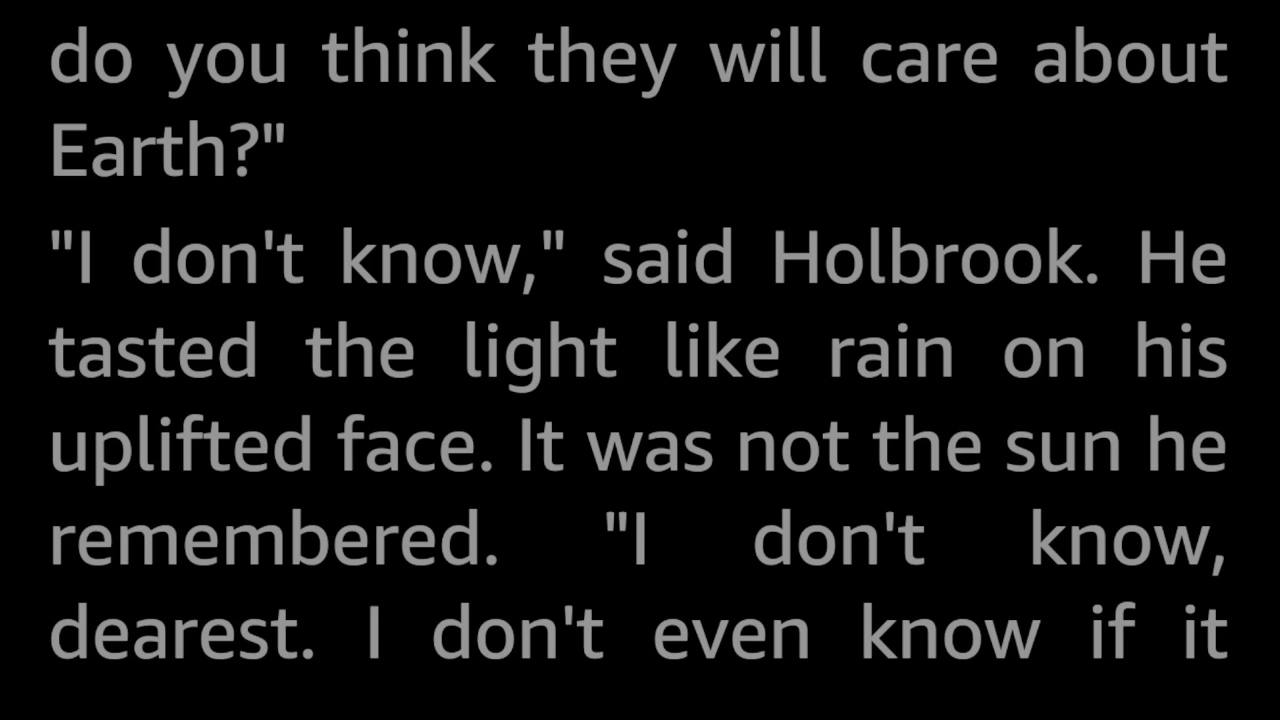 do you think they will care about
Earth?"
"I don't know," said Holbrook. He
tasted the light like rain on his
uplifted face. It was not the sun he
remembered. "I don't know,
dearest. I don't even know if it